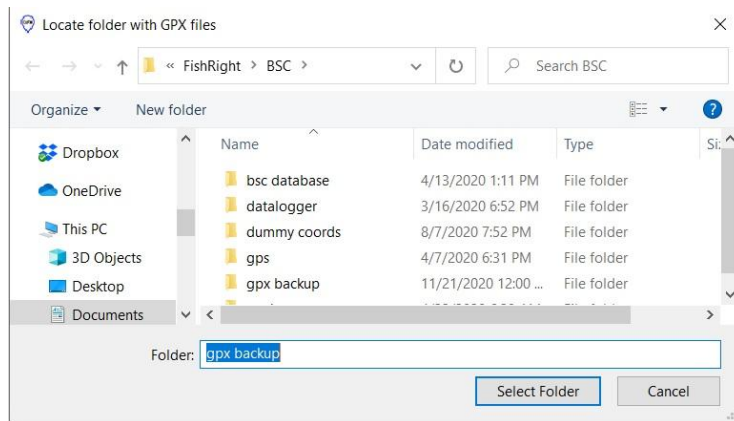 Locate folder with GPX files
« FishRight > BSC >
Search BSC
Organize
New folder
Name Date modified Type Si
Dropbox
OneDrive
This PC
3D Objects
Desktop
Documents
bsc database 4/13/2020 1:11 PM File folder
datalogger 3/16/2020 6:52 PM File folder
dummy coords 8/7/2020 7:52 PM File folder
gps 4/7/2020 6:31 PM File folder
gpx backup 11/21/2020 12:00 ... File folder
Folder: gpx backup
Select Folder Cancel